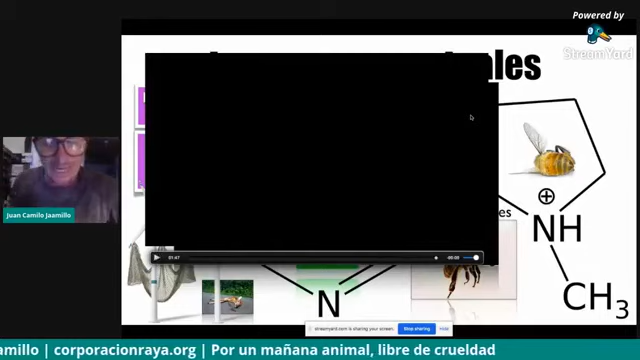 Powered by
StreamYard
ales
es
NH
CH3
N
Juan Camilo Jaamillo
01:47
-00:00
streamyard.com is sharing your screen.
Stop sharing
Hide
amillo | corporacionraya.org | Por un mañana animal, libre de crueldad